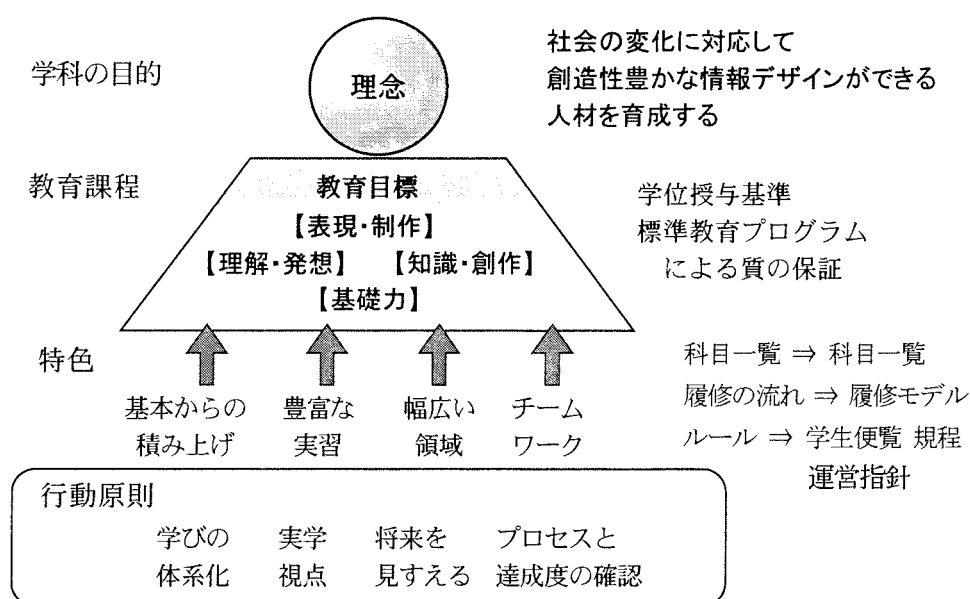 学科の目的
理念
社会の変化に対応して
創造性豊かな情報デザインができる
人材を育成する
教育課程
教育目標
【表現・制作】
【理解・発想】 【知識・創作】
【基礎力】
学位授与基準
標準教育プログラム
による質の保証
特色
基本からの
積み上げ
豊富な
実習
幅広い
領域
チーム
ワーク
科目一覧 ⇒ 科目一覧
履修の流れ ⇒ 履修モデル
ルール ⇒ 学生便覧 規程
運営指針
行動原則
学びの
体系化
実学
視点
将来を
見すえる
プロセスと
達成度の確認